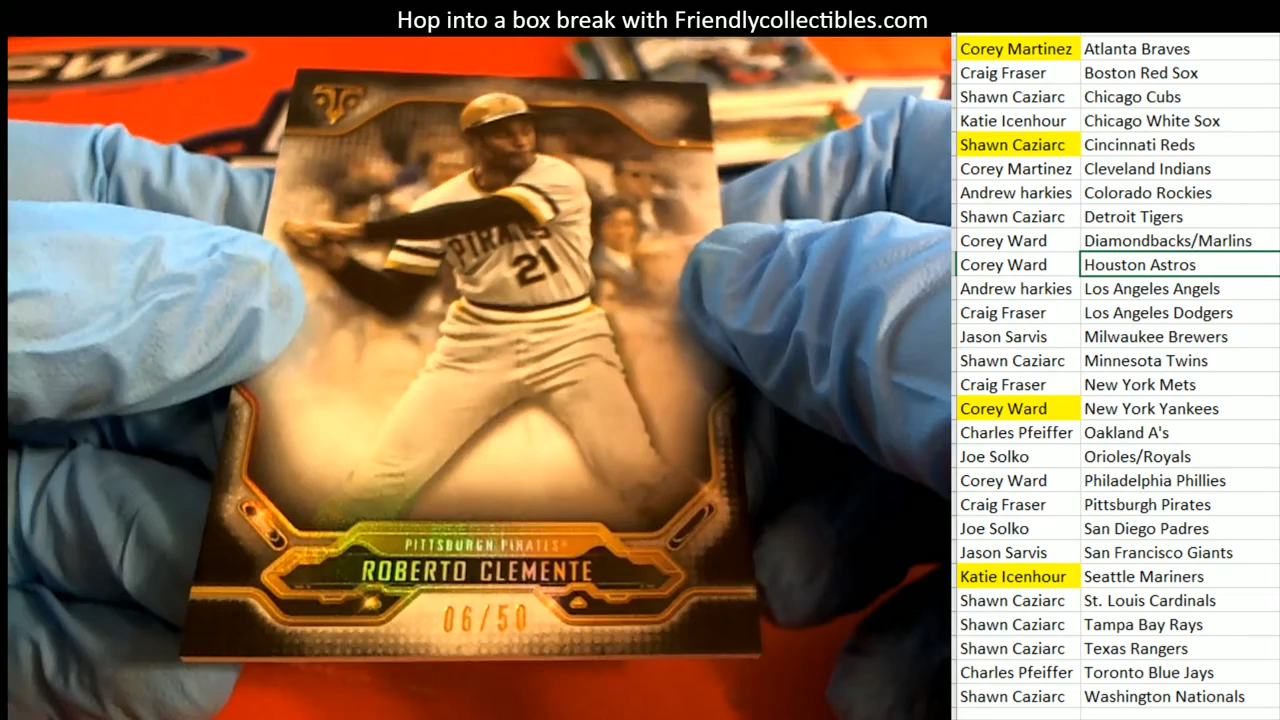 Hop into a box break with Friendlycollectibles.com
PIRATES
21
PITTSBURGH PIRATES
ROBERTO CLEMENTE
06/50
Corey Martinez Atlanta Braves
Craig Fraser Boston Red Sox
Shawn Caziarc Chicago Cubs
Katie Icenhour Chicago White Sox
Shawn Caziarc Cincinnati Reds
Corey Martinez Cleveland Indians
Andrew harkies Colorado Rockies
Shawn Caziarc Detroit Tigers
Corey Ward Diamondbacks/Marlins
Corey Ward Houston Astros
Andrew harkies Los Angeles Angels
Craig Fraser Los Angeles Dodgers
Jason Sarvis Milwaukee Brewers
Shawn Caziarc Minnesota Twins
Craig Fraser New York Mets
Corey Ward New York Yankees
Charles Pfeiffer Oakland A's
Joe Solko Orioles/Royals
Corey Ward Philadelphia Phillies
Craig Fraser Pittsburgh Pirates
Joe Solko San Diego Padres
Jason Sarvis San Francisco Giants
Katie Icenhour Seattle Mariners
Shawn Caziarc St. Louis Cardinals
Shawn Caziarc Tampa Bay Rays
Shawn Caziarc Texas Rangers
Charles Pfeiffer Toronto Blue Jays
Shawn Caziarc Washington Nationals